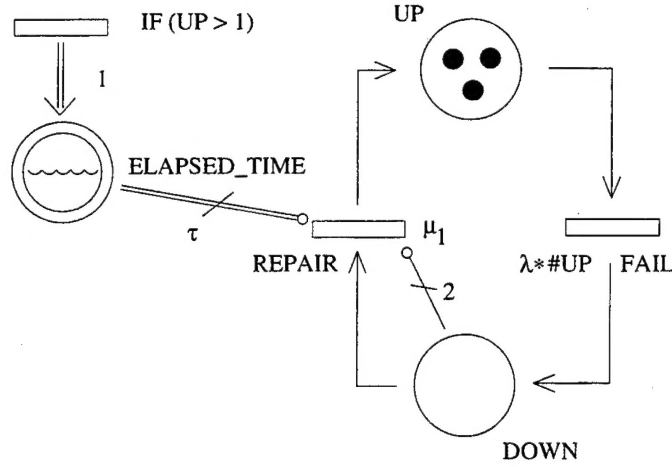 IF (UP > 1)
UP
1
ELAPSED_TIME
τ
μ1
REPAIR
λ*#UP FAIL
2
DOWN